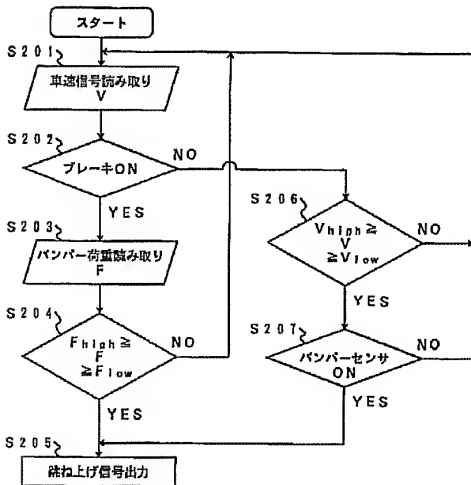 スタート
S201
車速信号読み取り
V
S202
ブレーキON
NO
YES
S203
バンパー荷重読み取り
F
S204
Fhigh≧
F
≧Flow
NO
YES
S205
跳ね上げ信号出力
S206
Vhigh≧
V
≧Vlow
NO
YES
S207
バンパーセンサ
ON
NO
YES